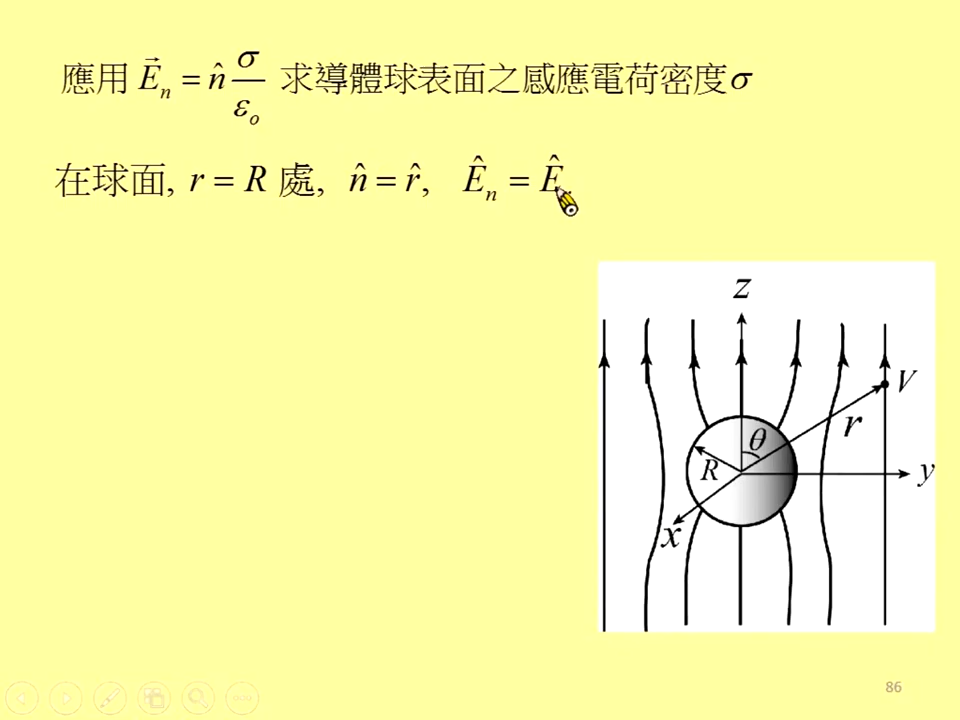 應用 $\vec{E}_n = \hat{n}\frac{\sigma}{\varepsilon_o}$ 求導體球表面之感應電荷密度σ
在球面, $r = R$ 處, $\hat{n} = \hat{r}$, $\hat{E}_n = \hat{E}$
z
V
r
θ
R
y
x
86